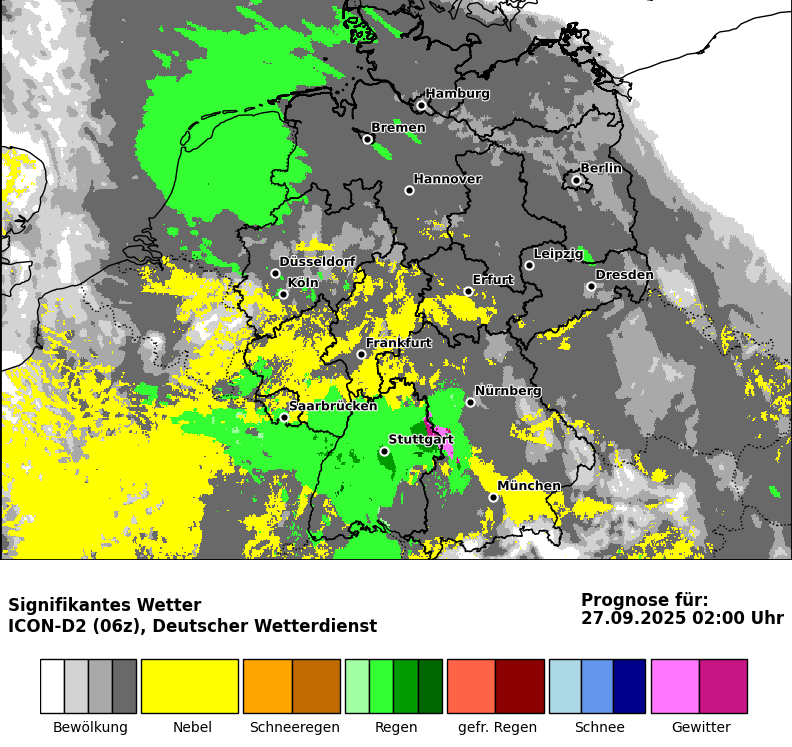 Hamburg
Bremen
Berlin
Hannover
Leipzig
Düsseldorf
Dresden
Köln
Erfurt
Frankfurt
Nürnberg
Saarbrücken
Stuttgart
München
Signifikantes Wetter
ICON-D2 (06z), Deutscher Wetterdienst
Prognose für:
27.09.2025 02:00 Uhr
Bewölkung
Nebel
Schneeregen
Regen
gefr. Regen
Schnee
Gewitter